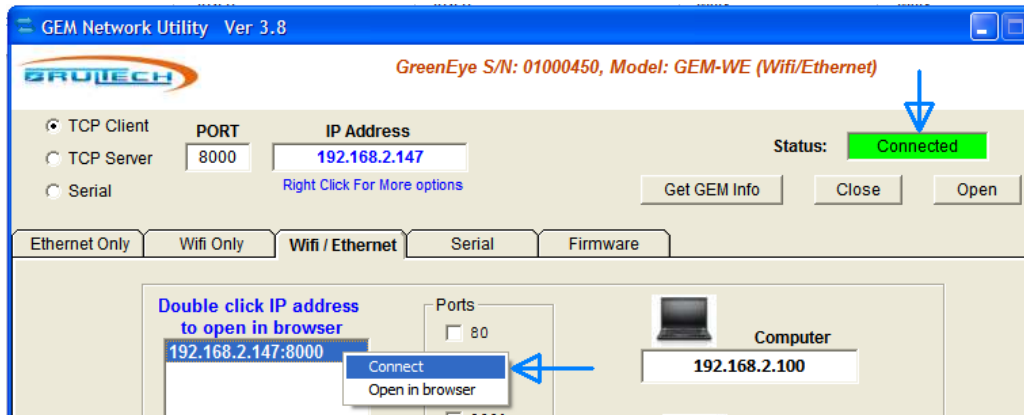 GEM Network Utility Ver 3.8
BRULTECH
GreenEye S/N: 01000450, Model: GEM-WE (Wifi/Ethernet)
TCP Client
PORT
IP Address
TCP Server
8000
192.168.2.147
Status:
Connected
Serial
Right Click For More options
Get GEM Info
Close
Open
Ethernet Only
Wifi Only
Wifi / Ethernet
Serial
Firmware
Double click IP address
to open in browser
Ports
80
192.168.2.147:8000
Connect
Open in browser
Computer
192.168.2.100